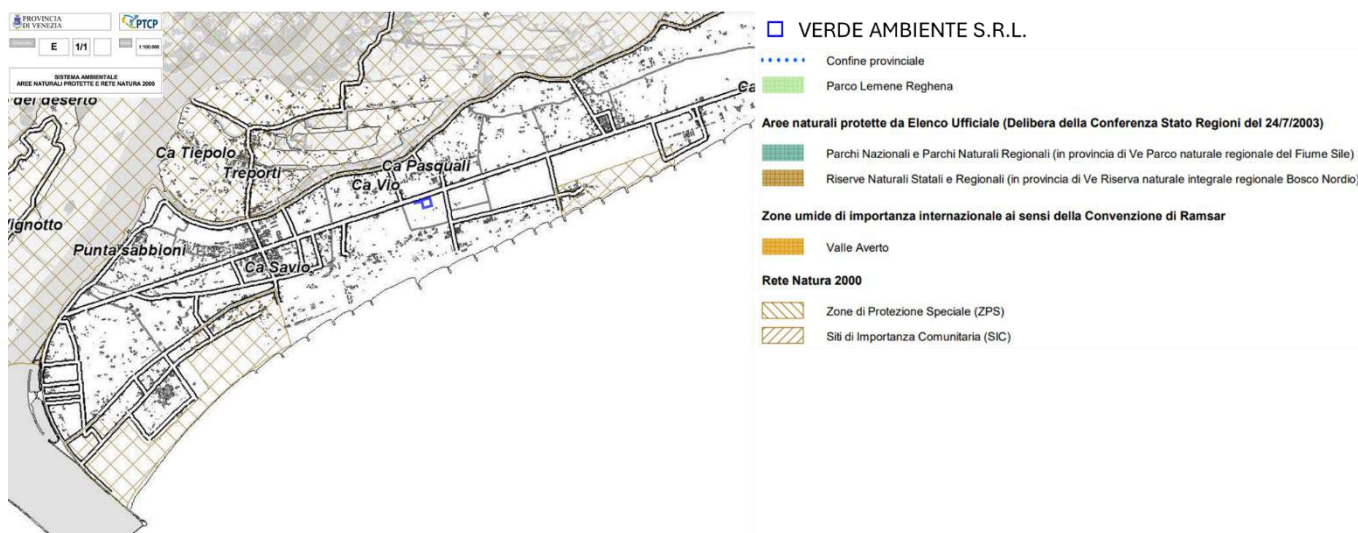 PROVINCIA
DI VENEZIA
PTCP
E 1/1 1:100.000
SISTEMA AMBIENTALE
AREE NATURALI PROTETTE E RETE NATURA 2000
del deserto
Ca Tiepolo
Treporti
Ca Pasquali
Ca Vio
Ca
Vignotto
Punta sabbioni
Ca Savio
VERDE AMBIENTE S.R.L.
Confine provinciale
Parco Lemene Reghena
Aree naturali protette da Elenco Ufficiale (Delibera della Conferenza Stato Regioni del 24/7/2003)
Parchi Nazionali e Parchi Naturali Regionali (in provincia di Ve Parco naturale regionale del Fiume Sile)
Riserve Naturali Statali e Regionali (in provincia di Ve Riserva naturale integrale regionale Bosco Nordio)
Zone umide di importanza internazionale ai sensi della Convenzione di Ramsar
Valle Averto
Rete Natura 2000
Zone di Protezione Speciale (ZPS)
Siti di Importanza Comunitaria (SIC)